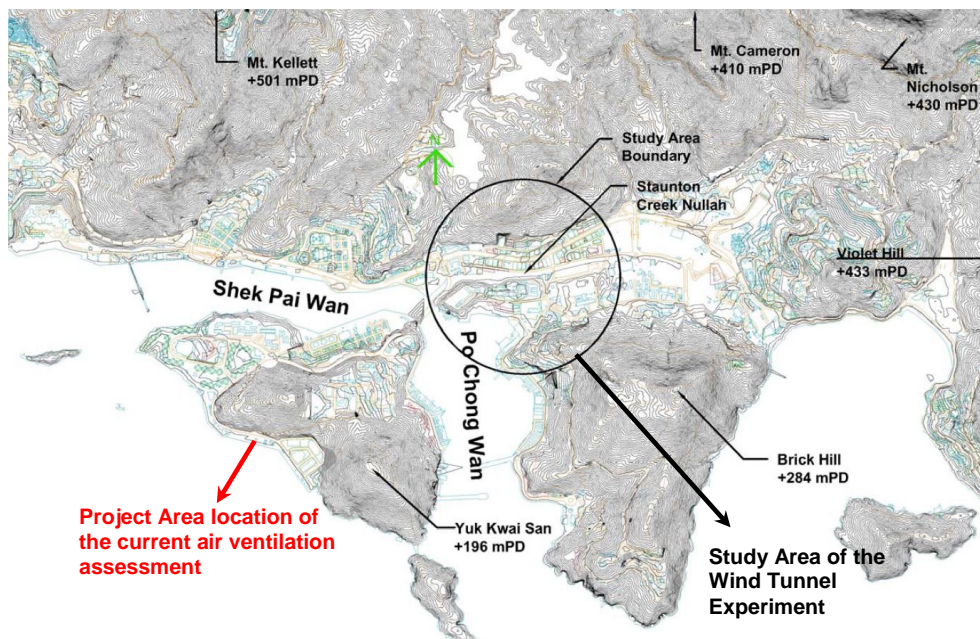 Mt. Kellett
+501 mPD
Mt. Cameron
+410 mPD
Mt.
Nicholson
+430 mPD
N
Study Area
Boundary
Staunton
Creek Nullah
Violet Hill
+433 mPD
Shek Pai Wan
Po Chong Wan
Brick Hill
+284 mPD
Yuk Kwai San
+196 mPD
Project Area location of
the current air ventilation
assessment
Study Area of the
Wind Tunnel
Experiment